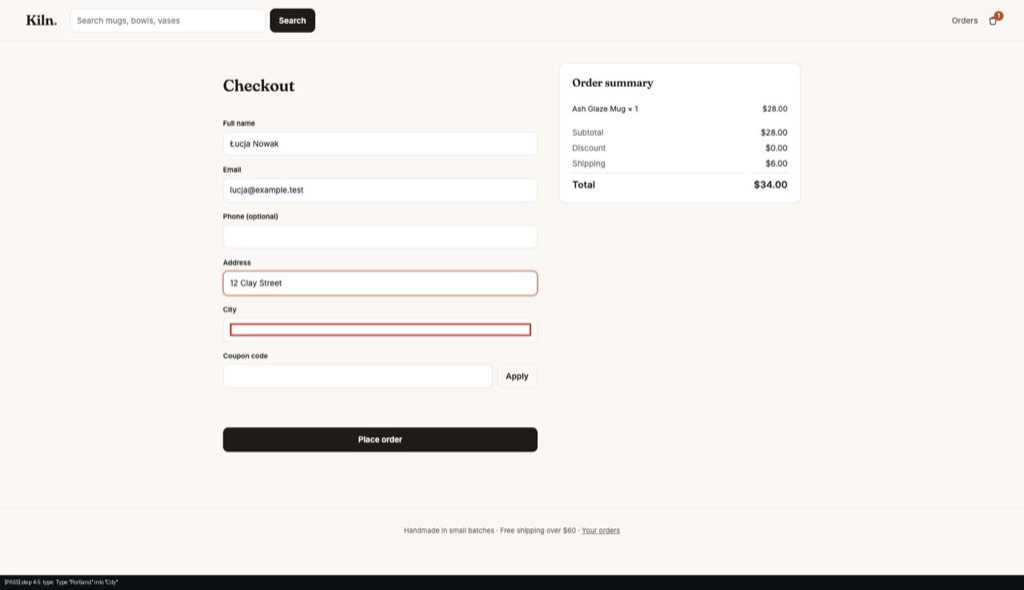 Kiln.
Search mugs, bowls, vases
Search
Orders
1
Checkout
Full name
Łucja Nowak
Email
lucja@example.test
Phone (optional)
Address
12 Clay Street
City
Coupon code
Apply
Place order
Order summary
Ash Glaze Mug × 1 $28.00
Subtotal $28.00
Discount $0.00
Shipping $6.00
Total $34.00
Handmade in small batches · Free shipping over $60 · Your orders
[PASS] step 4-5: type: Type "Portland" into "City"